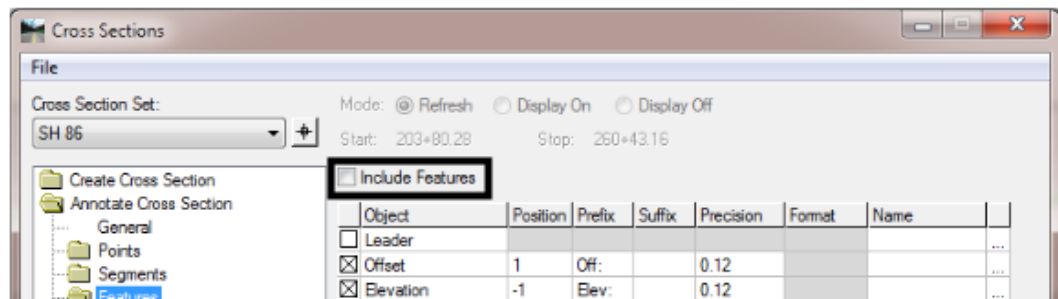 Cross Sections
File
Cross Section Set:
Mode: Refresh Display On Display Off
SH 86
Start: 203+80.28 Stop: 260+43.16
Include Features
Create Cross Section
Annotate Cross Section
General
Points
Segments
Features
Object Position Prefix Suffix Precision Format Name
Leader ...
Offset 1 Off: 0.12 ...
Elevation -1 Elev: 0.12 ...